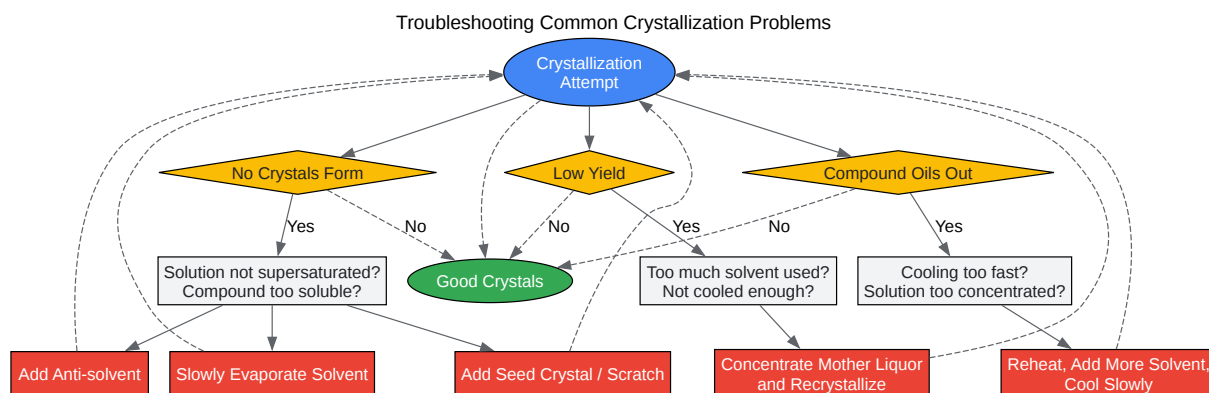 Troubleshooting Common Crystallization Problems
Crystallization
Attempt
No Crystals Form
Low Yield
Compound Oils Out
Yes
No
No
Yes
No
Yes
Solution not supersaturated?
Compound too soluble?
Good Crystals
Too much solvent used?
Not cooled enough?
Cooling too fast?
Solution too concentrated?
Add Anti-solvent
Slowly Evaporate Solvent
Add Seed Crystal / Scratch
Concentrate Mother Liquor
and Recrystallize
Reheat, Add More Solvent,
Cool Slowly